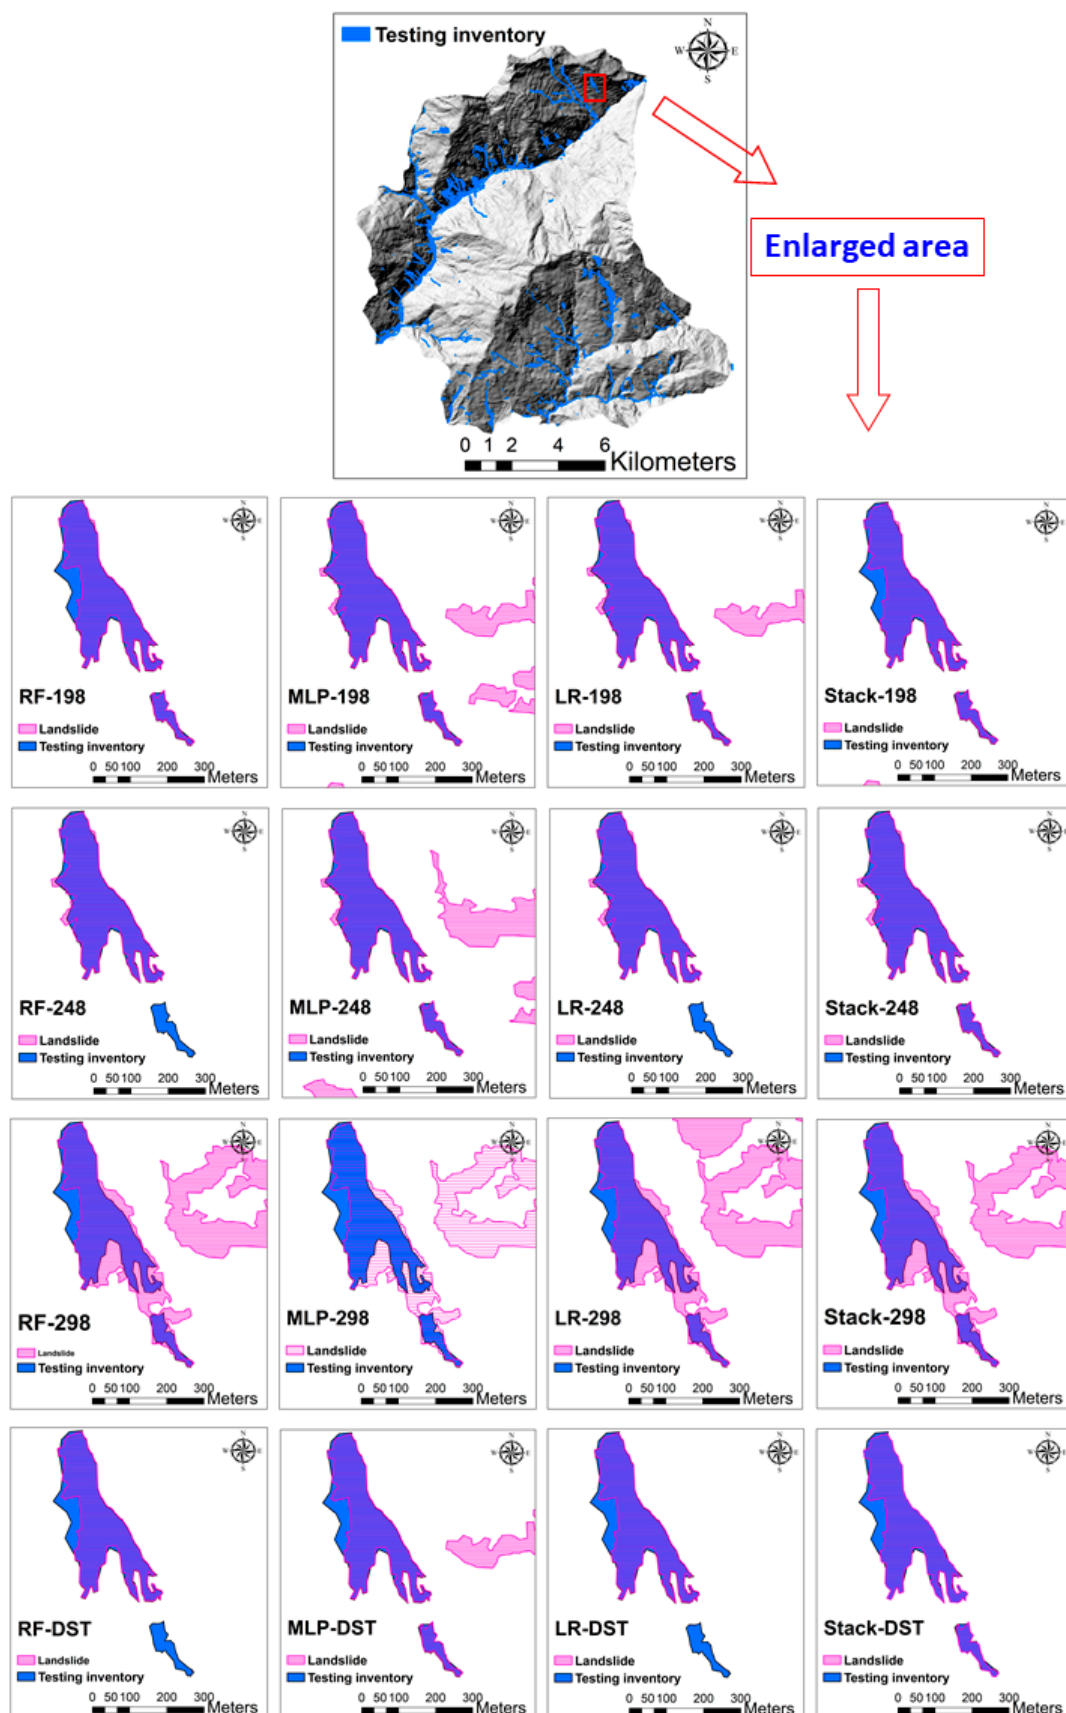 Testing inventory
N
W E
S
Enlarged area
0 1 2 4 6
Kilometers
N
W E
S
RF-198
Landslide
Testing inventory
0 50 100 200 300
Meters
N
W E
S
MLP-198
Landslide
Testing inventory
0 50 100 200 300
Meters
N
W E
S
LR-198
Landslide
Testing inventory
0 50 100 200 300
Meters
N
W E
S
Stack-198
Landslide
Testing inventory
0 50 100 200 300
Meters
N
W E
S
RF-248
Landslide
Testing inventory
0 50 100 200 300
Meters
N
W E
S
MLP-248
Landslide
Testing inventory
0 50 100 200 300
Meters
N
W E
S
LR-248
Landslide
Testing inventory
0 50 100 200 300
Meters
N
W E
S
Stack-248
Landslide
Testing inventory
0 50 100 200 300
Meters
N
W E
S
RF-298
Landslide
Testing inventory
0 50 100 200 300
Meters
N
W E
S
MLP-298
Landslide
Testing inventory
0 50 100 200 300
Meters
N
W E
S
LR-298
Landslide
Testing inventory
0 50 100 200 300
Meters
N
W E
S
Stack-298
Landslide
Testing inventory
0 50 100 200 300
Meters
N
W E
S
RF-DST
Landslide
Testing inventory
0 50 100 200 300
Meters
N
W E
S
MLP-DST
Landslide
Testing inventory
0 50 100 200 300
Meters
N
W E
S
LR-DST
Landslide
Testing inventory
0 50 100 200 300
Meters
N
W E
S
Stack-DST
Landslide
Testing inventory
0 50 100 200 300
Meters